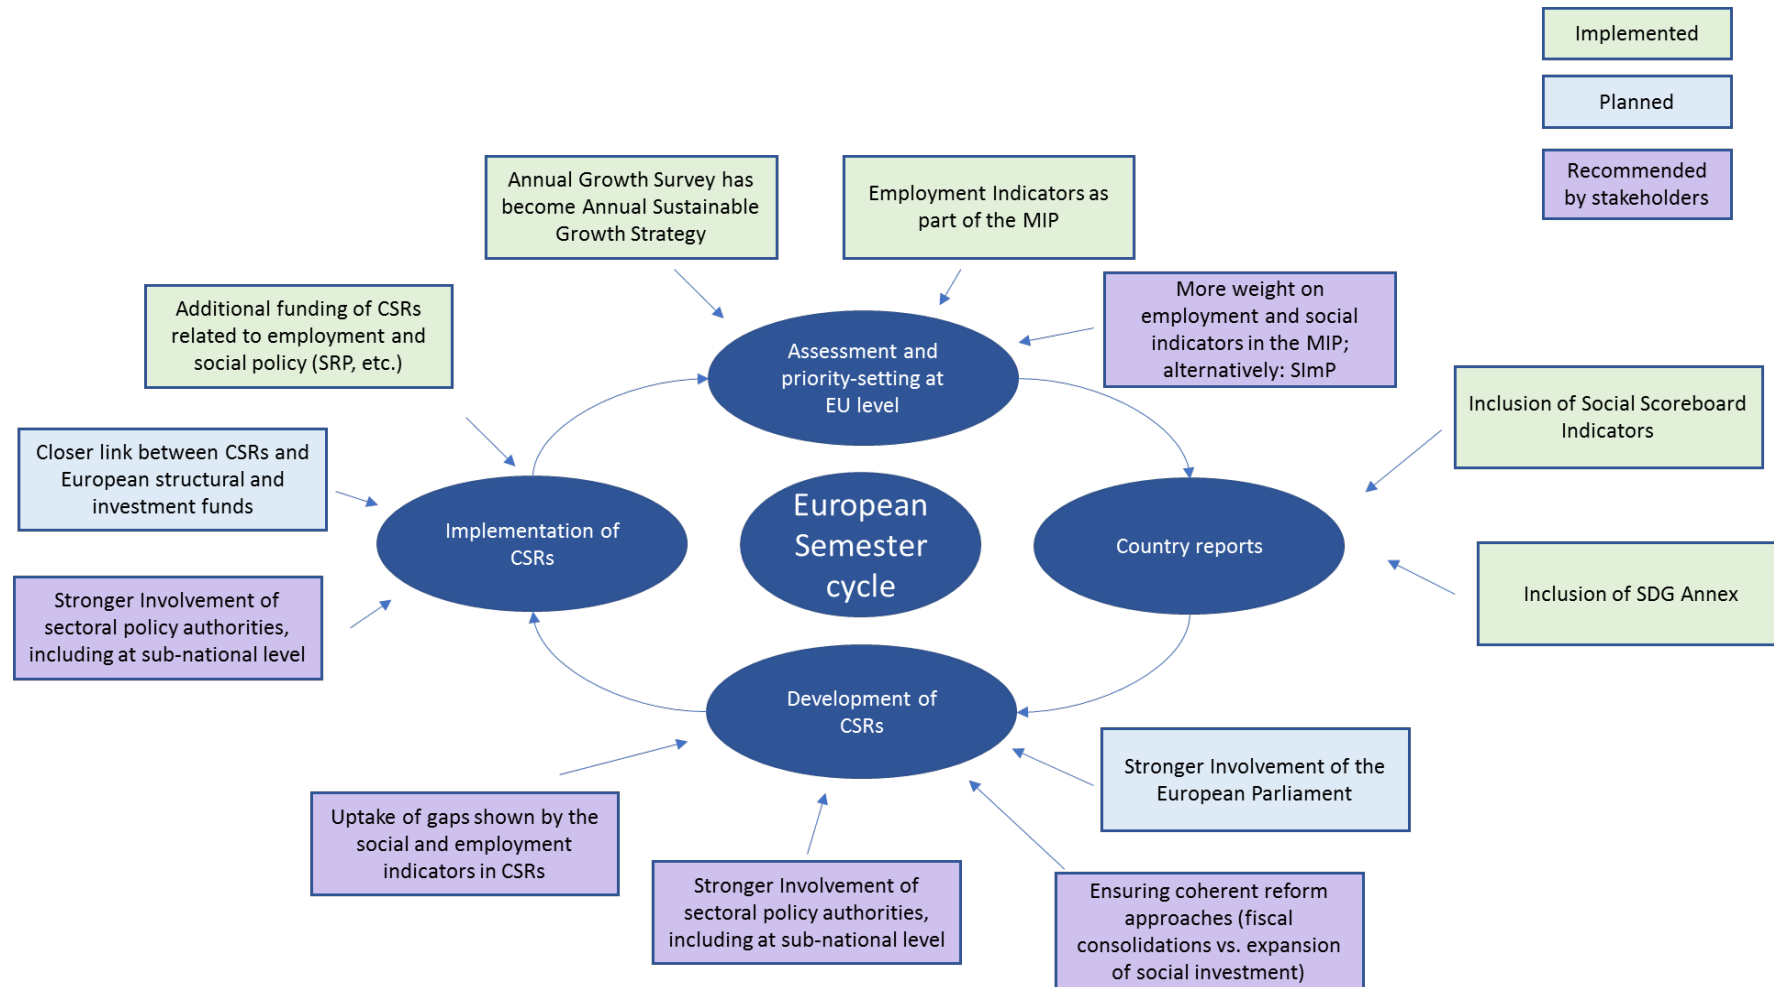 Implemented
Planned
Recommended
by stakeholders
Annual Growth Survey has
become Annual Sustainable
Growth Strategy
Employment Indicators as
part of the MIP
More weight on
employment and social
indicators in the MIP;
alternatively: SImP
Additional funding of CSRs
related to employment and
social policy (SRP, etc.)
Assessment and
priority-setting at
EU level
Inclusion of Social Scoreboard
Indicators
Closer link between CSRs and
European structural and
investment funds
Implementation of
CSRs
European
Semester
cycle
Country reports
Inclusion of SDG Annex
Stronger Involvement of
sectoral policy authorities,
including at sub-national level
Development of
CSRs
Stronger Involvement of the
European Parliament
Uptake of gaps shown by the
social and employment
indicators in CSRs
Stronger Involvement of
sectoral policy authorities,
including at sub-national level
Ensuring coherent reform
approaches (fiscal
consolidations vs. expansion
of social investment)